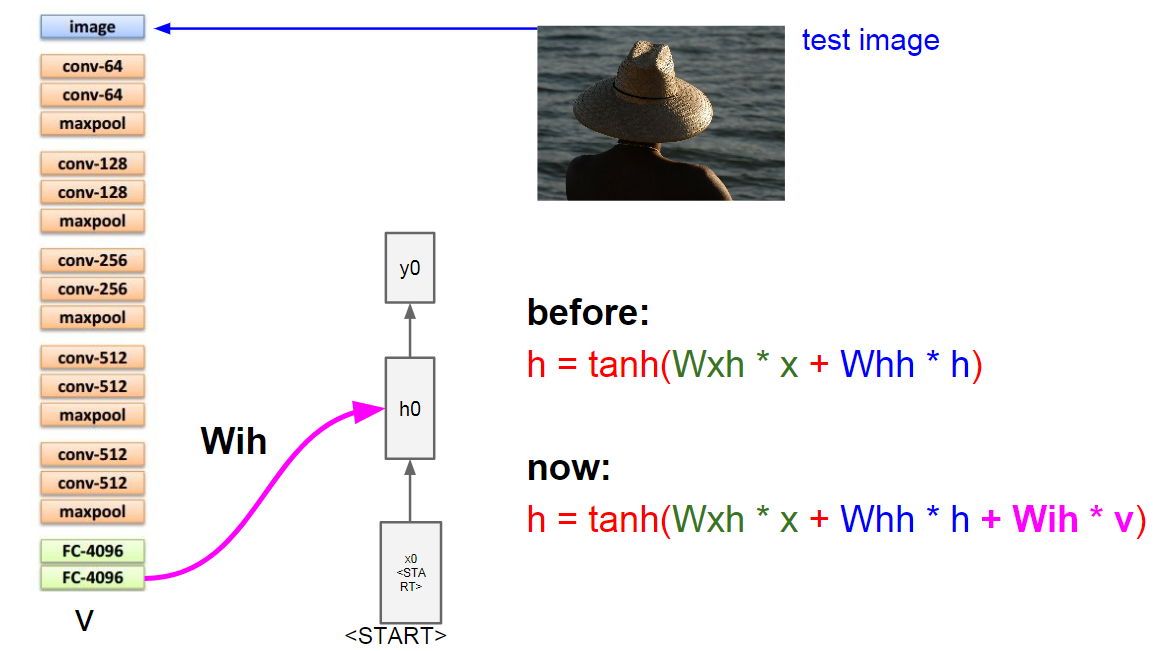 image
conv-64
conv-64
maxpool
conv-128
conv-128
maxpool
conv-256
conv-256
maxpool
conv-512
conv-512
maxpool
conv-512
conv-512
maxpool
FC-4096
FC-4096
V
Wih
y0
h0
x0
<STA
RT>
<START>
test image
before:
h = tanh(Wxh * x + Whh * h)
now:
h = tanh(Wxh * x + Whh * h + Wih * v)